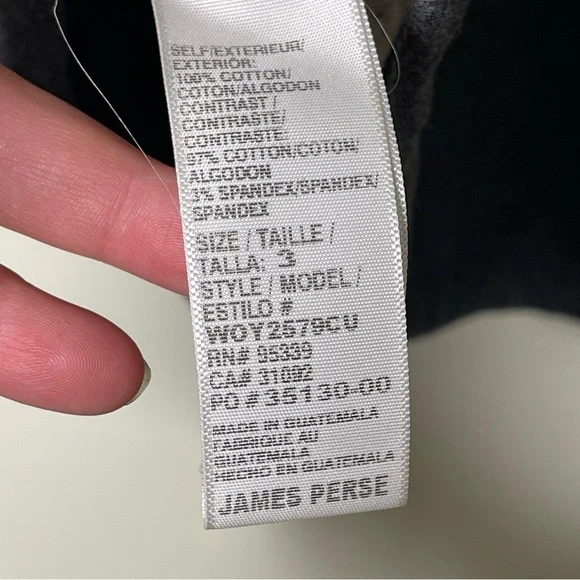 SELF/EXTERIEUR/
EXTERIOR:
100% COTTON/
COTON/ALGODON
CONTRAST /
CONTRASTE/
CONTRASTE
97% COTTON/COTON/
ALGODON
3% SPANDEX/SPANDEX/
SPANDEX
SIZE / TAILLE /
TALLA: 3
STYLE / MODEL /
ESTILO #
WOY2579CU
RN# 95339
CA# 31092
PO # 35130-00
MADE IN GUATEMALA
FABRIQUE AU
GUATEMALA
HECHO EN GUATEMALA
JAMES PERSE